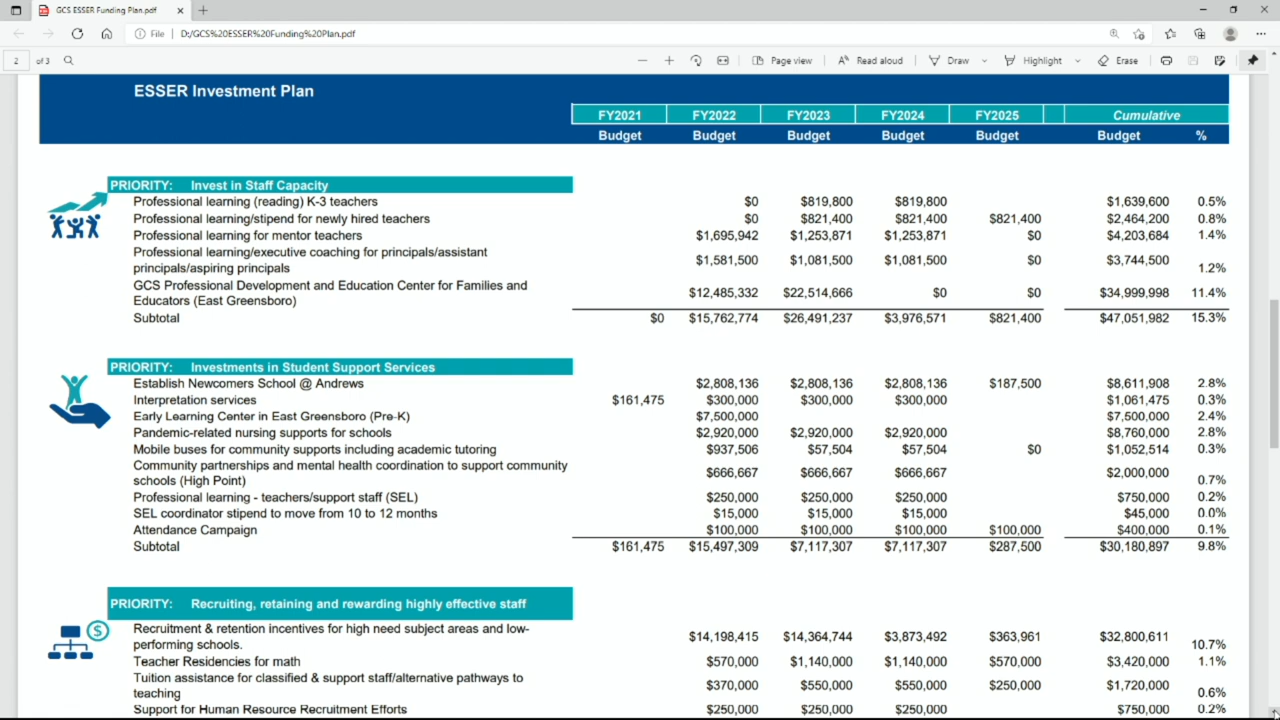 GCS ESSER Funding Plan.pdf
File | D:/GCS%20ESSER%20Funding%20Plan.pdf
2 of 3 Page view Read aloud Draw Highlight Erase
ESSER Investment Plan
FY2021 FY2022 FY2023 FY2024 FY2025 Cumulative
Budget Budget Budget Budget Budget Budget %
PRIORITY: Invest in Staff Capacity
Professional learning (reading) K-3 teachers $0 $819,800 $819,800 $1,639,600 0.5%
Professional learning/stipend for newly hired teachers $0 $821,400 $821,400 $821,400 $2,464,200 0.8%
Professional learning for mentor teachers $1,695,942 $1,253,871 $1,253,871 $0 $4,203,684 1.4%
Professional learning/executive coaching for principals/assistant
principals/aspiring principals $1,581,500 $1,081,500 $1,081,500 $0 $3,744,500 1.2%
GCS Professional Development and Education Center for Families and
Educators (East Greensboro) $12,485,332 $22,514,666 $0 $0 $34,999,998 11.4%
Subtotal $0 $15,762,774 $26,491,237 $3,976,571 $821,400 $47,051,982 15.3%
PRIORITY: Investments in Student Support Services
Establish Newcomers School @ Andrews $2,808,136 $2,808,136 $2,808,136 $187,500 $8,611,908 2.8%
Interpretation services $161,475 $300,000 $300,000 $300,000 $1,061,475 0.3%
Early Learning Center in East Greensboro (Pre-K) $7,500,000 $7,500,000 2.4%
Pandemic-related nursing supports for schools $2,920,000 $2,920,000 $2,920,000 $8,760,000 2.8%
Mobile buses for community supports including academic tutoring $937,506 $57,504 $57,504 $0 $1,052,514 0.3%
Community partnerships and mental health coordination to support community
schools (High Point) $666,667 $666,667 $666,667 $2,000,000 0.7%
Professional learning - teachers/support staff (SEL) $250,000 $250,000 $250,000 $750,000 0.2%
SEL coordinator stipend to move from 10 to 12 months $15,000 $15,000 $15,000 $45,000 0.0%
Attendance Campaign $100,000 $100,000 $100,000 $100,000 $400,000 0.1%
Subtotal $161,475 $15,497,309 $7,117,307 $7,117,307 $287,500 $30,180,897 9.8%
PRIORITY: Recruiting, retaining and rewarding highly effective staff
Recruitment & retention incentives for high need subject areas and low-
performing schools. $14,198,415 $14,364,744 $3,873,492 $363,961 $32,800,611 10.7%
Teacher Residencies for math $570,000 $1,140,000 $1,140,000 $570,000 $3,420,000 1.1%
Tuition assistance for classified & support staff/alternative pathways to
teaching $370,000 $550,000 $550,000 $250,000 $1,720,000 0.6%
Support for Human Resource Recruitment Efforts $250,000 $250,000 $250,000 $750,000 0.2%